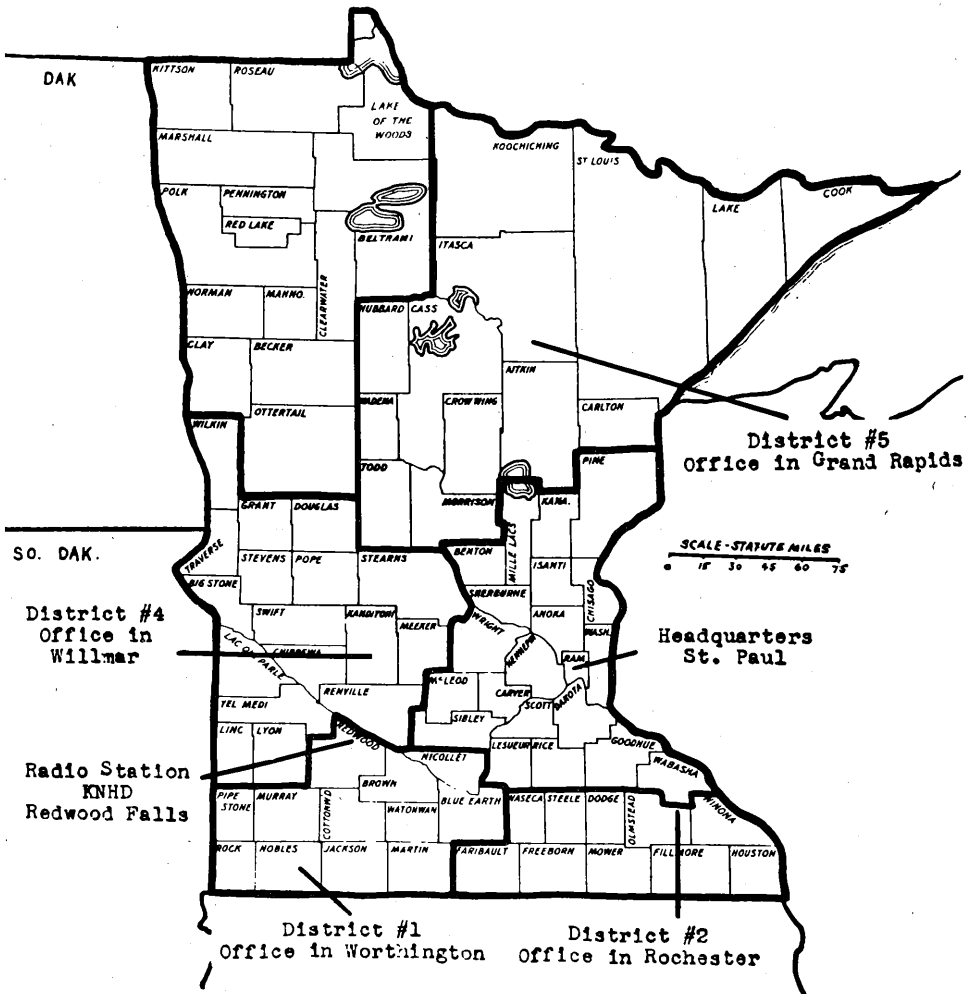 DAK
KITTSON
ROSEAU
LAKE
OF THE
WOODS
MARSHALL
KOOCHICHING
ST LOUIS
POLK
PENNINGTON
RED LAKE
BELTRAMI
ITASCA
LAKE
COOK
NORMAN
MAHNO.
CLEARWATER
HUBBARD
CASS
CLAY
BECKER
AITKIN
WADENA
CROW WING
CARLTON
OTTERTAIL
WILKIN
TODD
PINE
District #5
Office in Grand Rapids
GRANT
DOUGLAS
MORRISON
KANA.
MILLE LACS
SO. DAK.
TRAVERSE
STEVENS
POPE
STEARNS
BENTON
ISANTI
SCALE-STATUTE MILES
0 15 30 45 60 75
BIG STONE
SHERBURNE
CHISAGO
SWIFT
KANDIYOHI
MEEKER
WRIGHT
ANOKA
WASH.
District #4
Office in
Willmar
LAC QUI PARLE
CHIPPEWA
HENNEPIN
RAM.
Headquarters
St. Paul
RENVILLE
McLEOD
CARVER
SCOTT
DAKOTA
YEL MEDI
SIBLEY
LINC
LYON
REDWOOD
NICOLLET
LESUEUR
RICE
GOODHUE
WABASHA
Radio Station
KNHD
Redwood Falls
BROWN
PIPE
STONE
MURRAY
COTTONWD
WATONWAN
BLUE EARTH
WASECA
STEELE
DODGE
OLMSTEAD
WINONA
ROCK
NOBLES
JACKSON
MARTIN
FARIBAULT
FREEBORN
MOWER
FILLMORE
HOUSTON
District #1
Office in Worthington
District #2
Office in Rochester